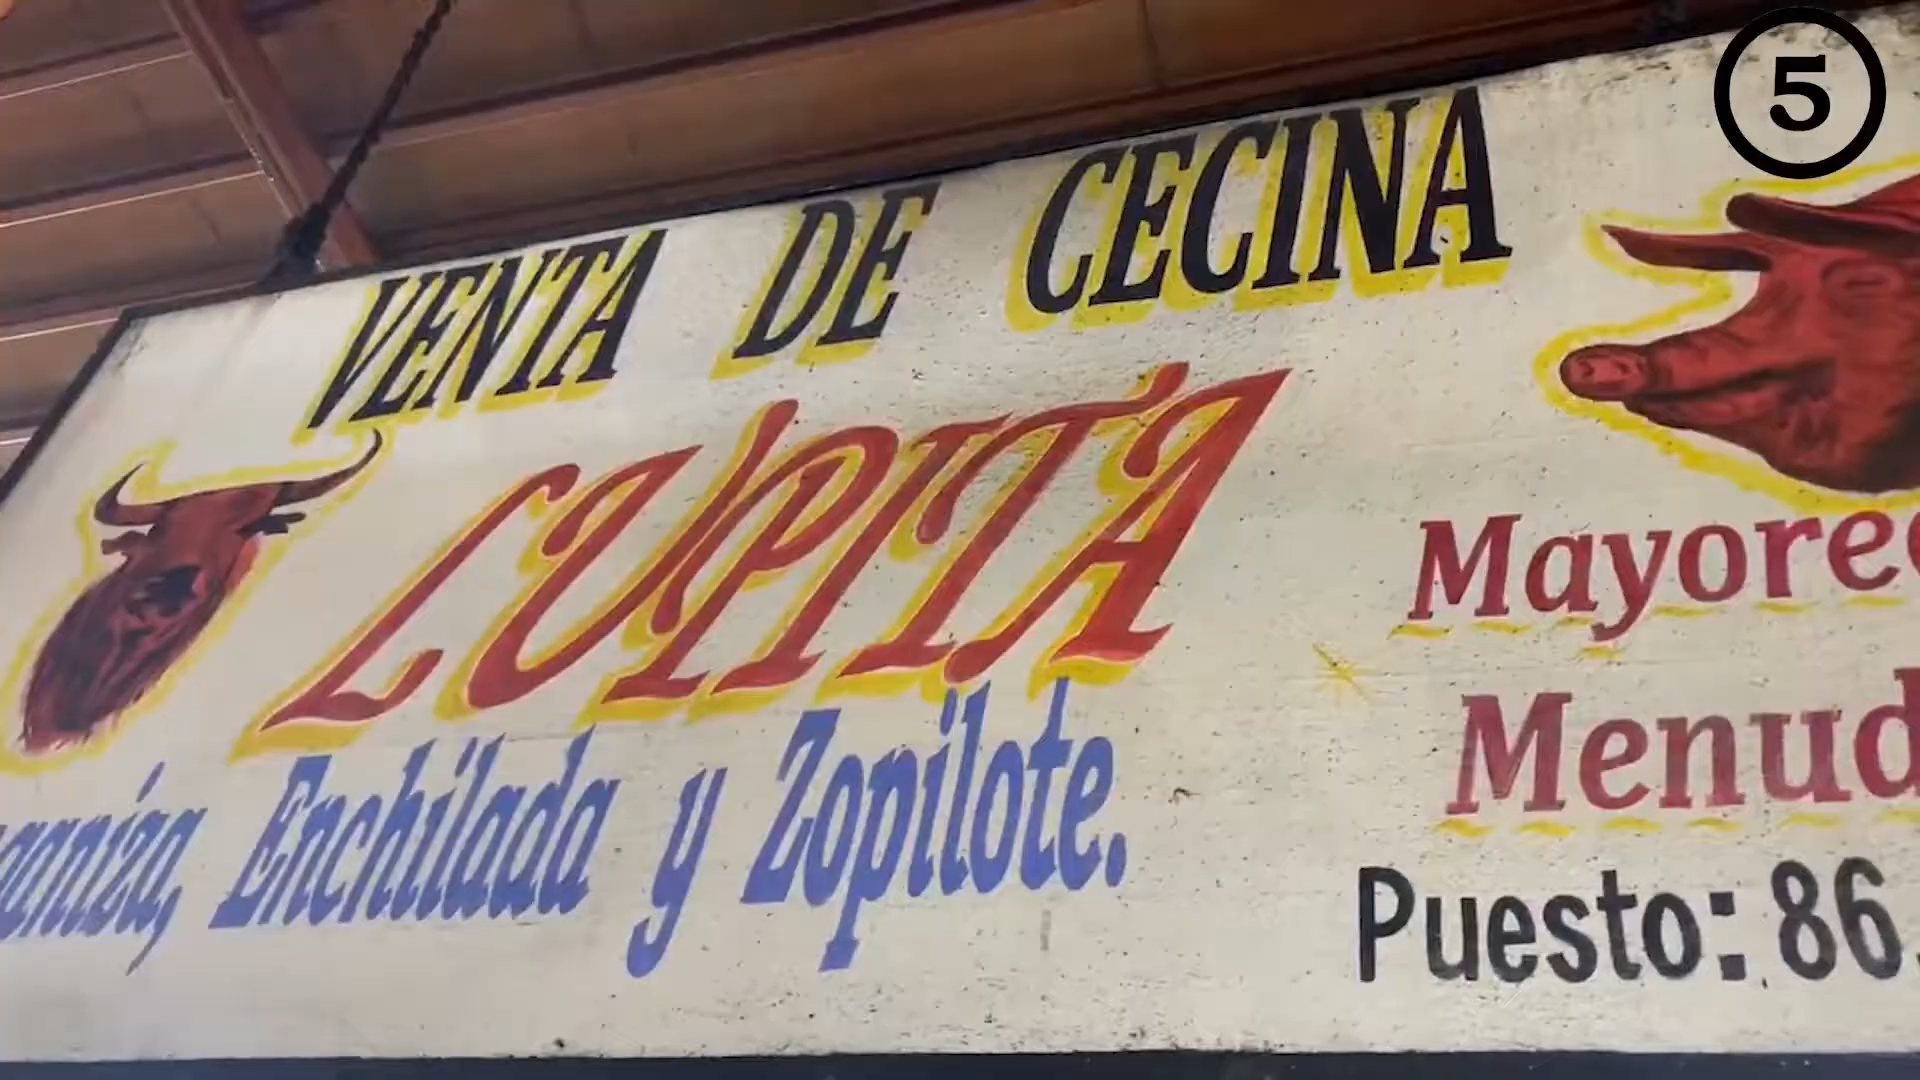 5
VENTA DE CECINA
LUPITA
Enchilada y Zopilote.
Puesto: 86